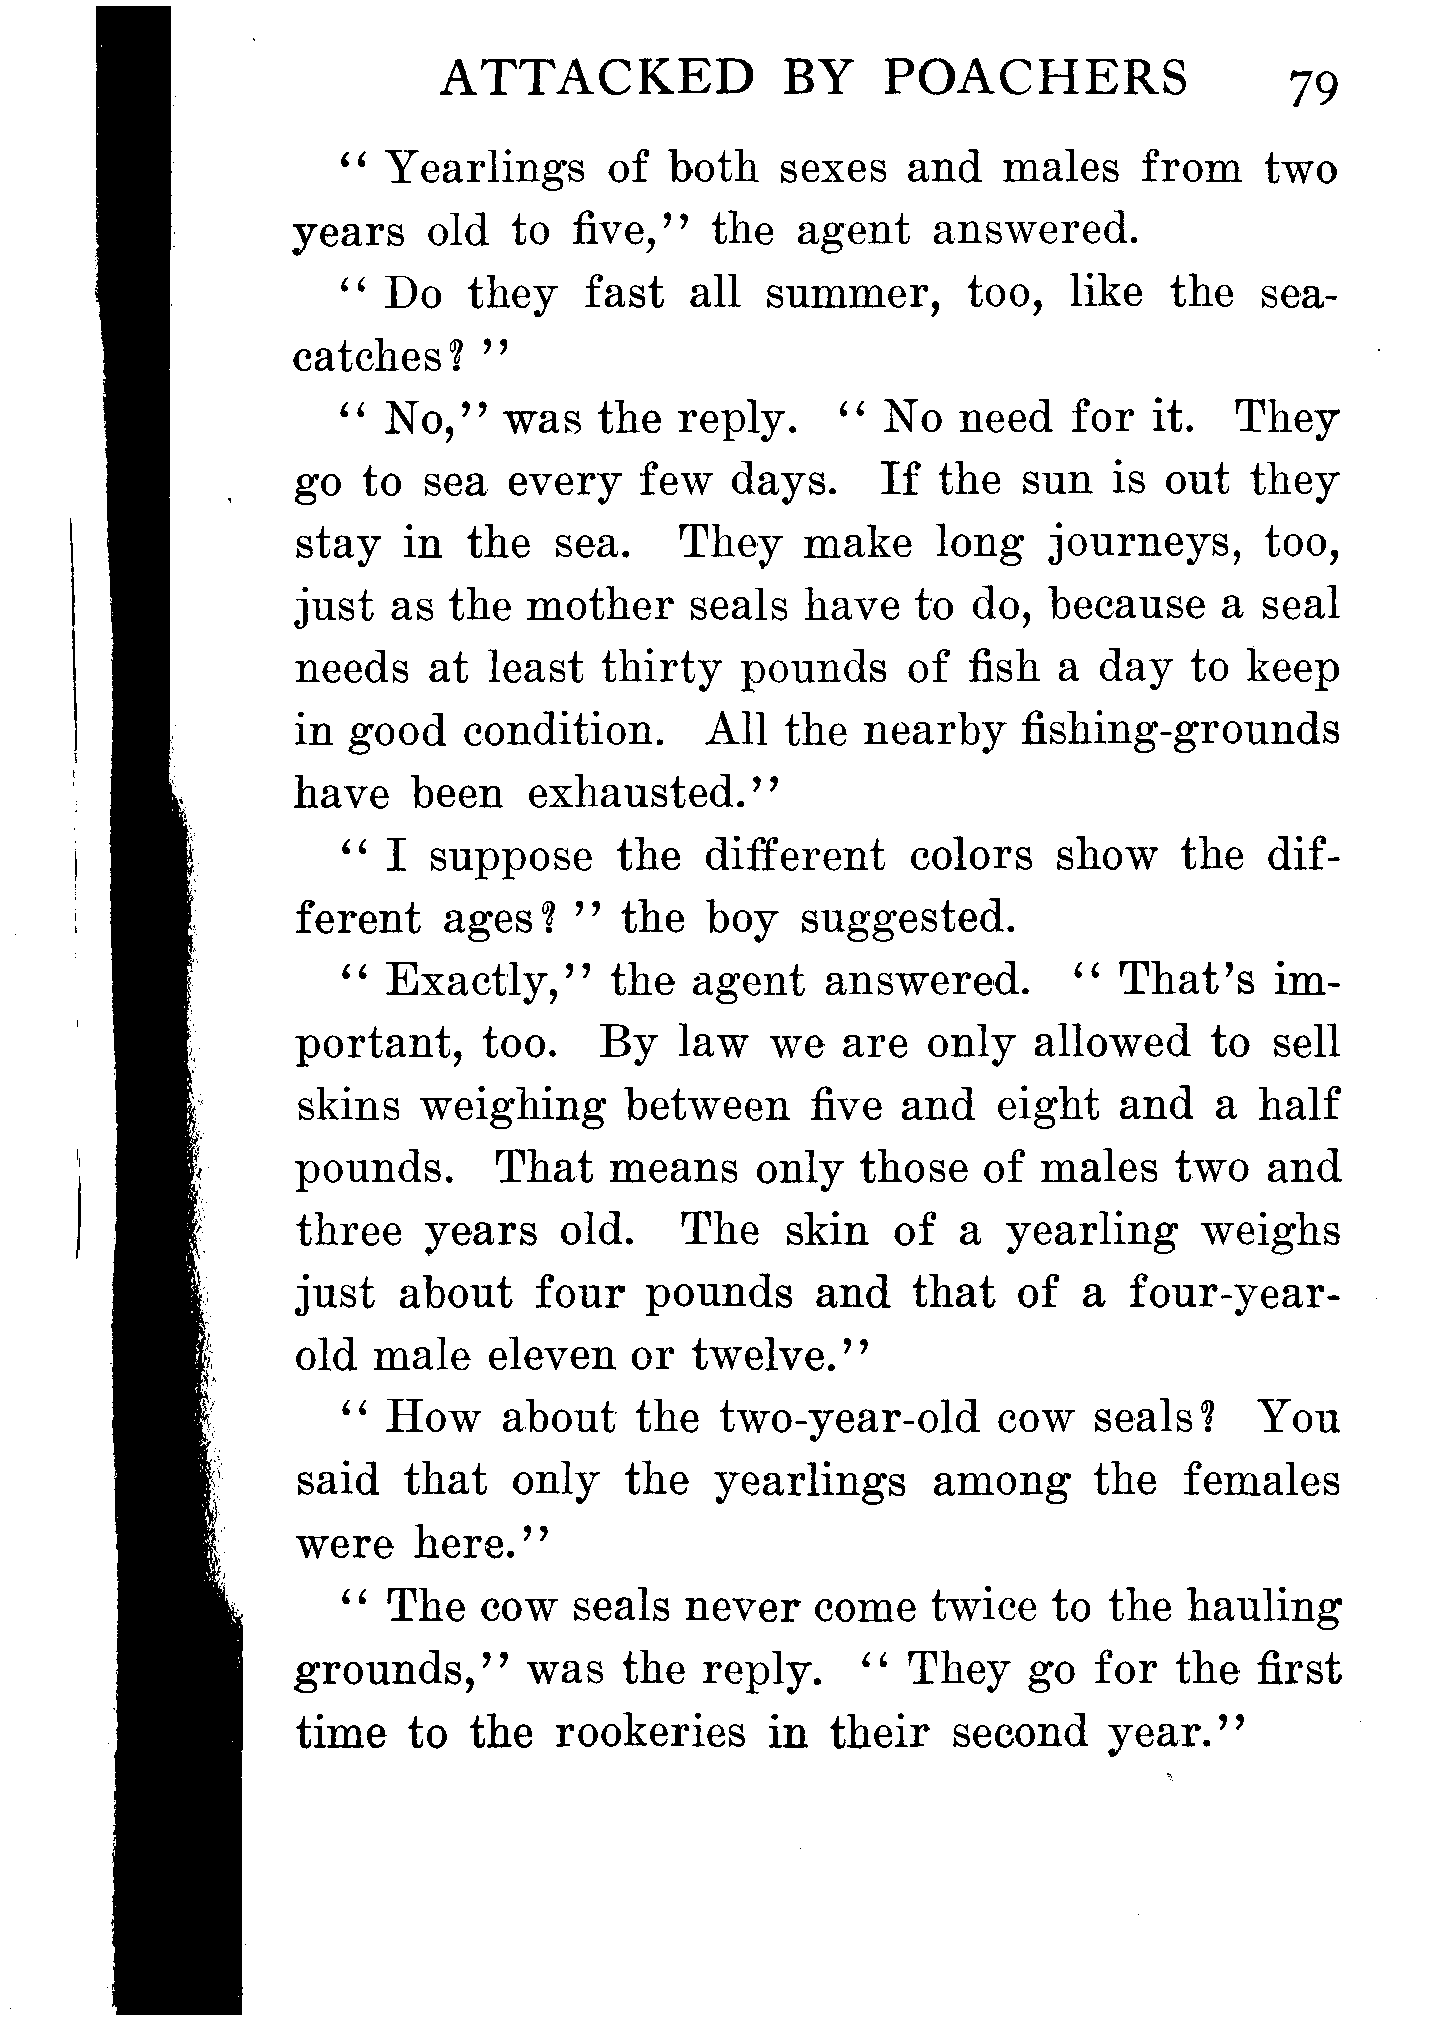 ATTACKED BY POACHERS 79
“ Yearlings of both sexes and males from two
years old to five,” the agent answered.
“ Do they fast all summer, too, like the sea-
catches? ”
“ No,” was the reply. “ No need for it. They
go to sea every few days. If the sun is out they
stay in the sea. They make long journeys, too,
just as the mother seals have to do, because a seal
needs at least thirty pounds of fish a day to keep
in good condition. All the nearby fishing-grounds
have been exhausted.”
“ I suppose the different colors show the dif-
ferent ages? ” the boy suggested.
“ Exactly,” the agent answered. “ That’s im-
portant, too. By law we are only allowed to sell
skins weighing between five and eight and a half
pounds. That means only those of males two and
three years old. The skin of a yearling weighs
just about four pounds and that of a four-year-
old male eleven or twelve.”
“ How about the two-year-old cow seals? You
said that only the yearlings among the females
were here.”
“ The cow seals never come twice to the hauling
grounds,” was the reply. “ They go for the first
time to the rookeries in their second year.”